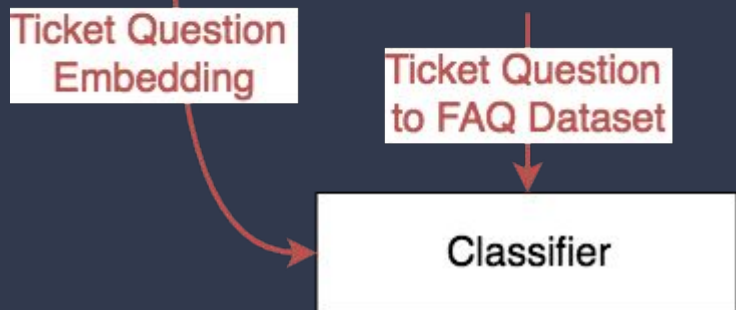 Ticket Question
Embedding
Ticket Question
to FAQ Dataset
Classifier